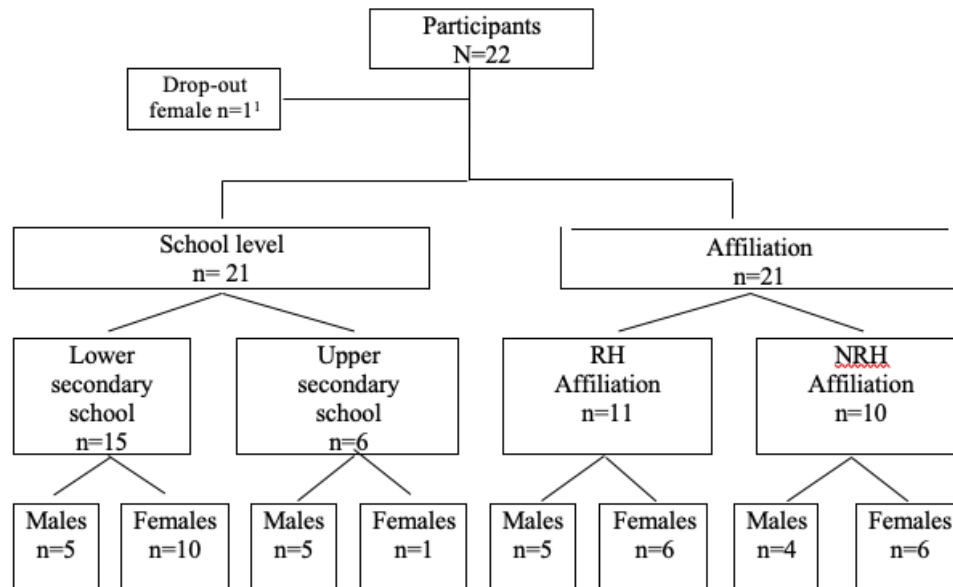 Participants
N=22
Drop-out
female n=1¹
School level
n= 21
Affiliation
n=21
Lower
secondary
school
n=15
Upper
secondary
school
n=6
RH
Affiliation
n=11
NRH
Affiliation
n=10
Males
n=5
Females
n=10
Males
n=5
Females
n=1
Males
n=5
Females
n=6
Males
n=4
Females
n=6